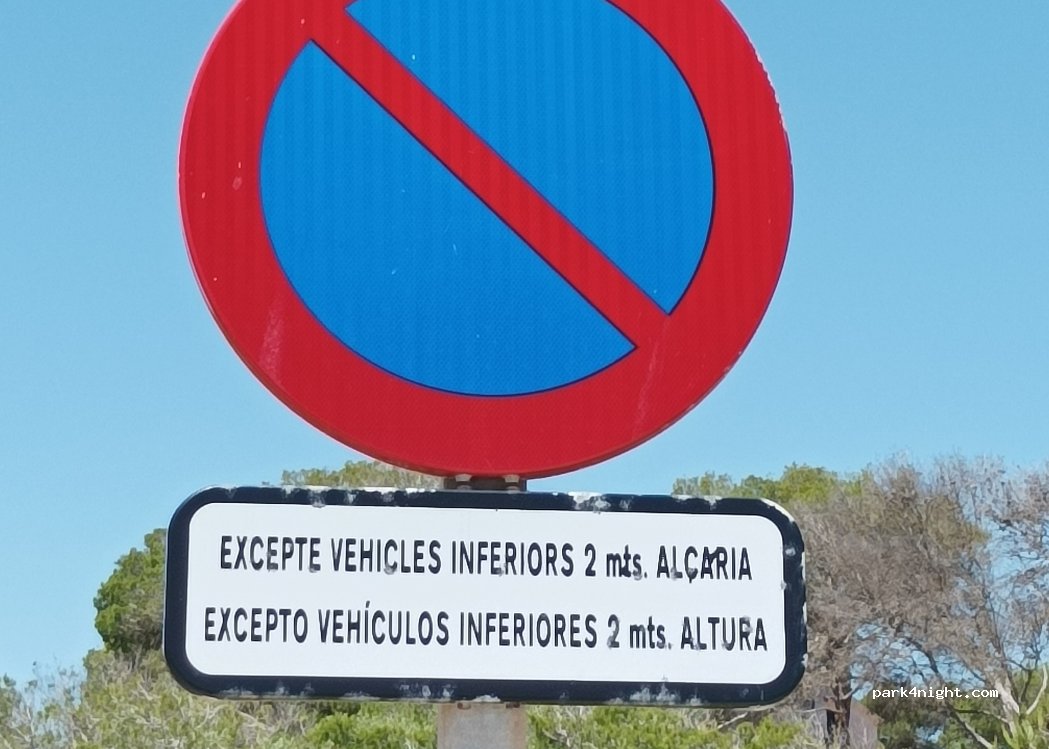 EXCEPTE VEHICLES INFERIORS 2 mts. ALÇARIA
EXCEPTO VEHÍCULOS INFERIORES 2 mts. ALTURA
park4night.com